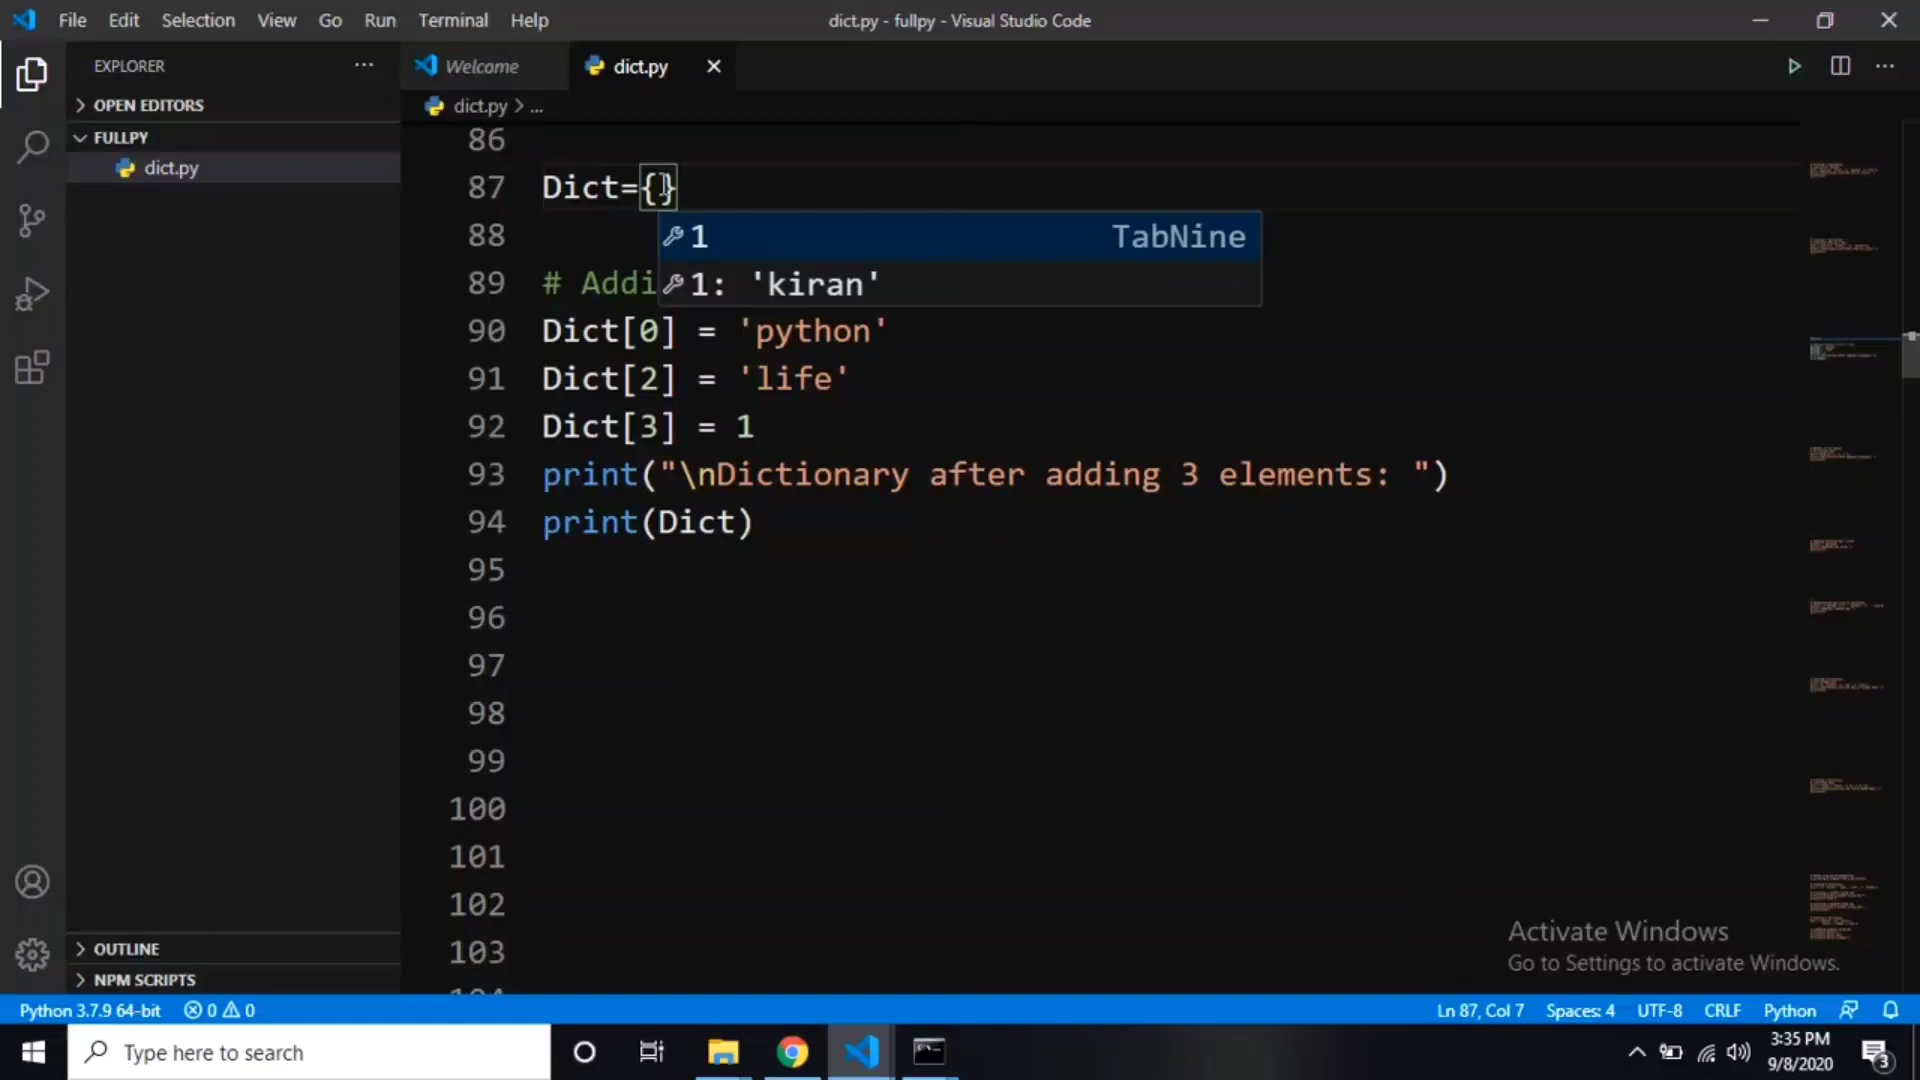 File Edit Selection View Go Run Terminal Help
dict.py - fullpy - Visual Studio Code
EXPLORER
OPEN EDITORS
FULLPY
dict.py
OUTLINE
NPM SCRIPTS
Welcome
dict.py
dict.py > ...
86
87 Dict={}
1 TabNine
1: 'kiran'
88
89 # Addi
90 Dict[0] = 'python'
91 Dict[2] = 'life'
92 Dict[3] = 1
93 print("\nDictionary after adding 3 elements: ")
94 print(Dict)
95
96
97
98
99
100
101
102
103
Activate Windows
Go to Settings to activate Windows.
Python 3.7.9 64-bit 0 0 Ln 87, Col 7 Spaces: 4 UTF-8 CRLF Python
Type here to search
3:35 PM
9/8/2020
3